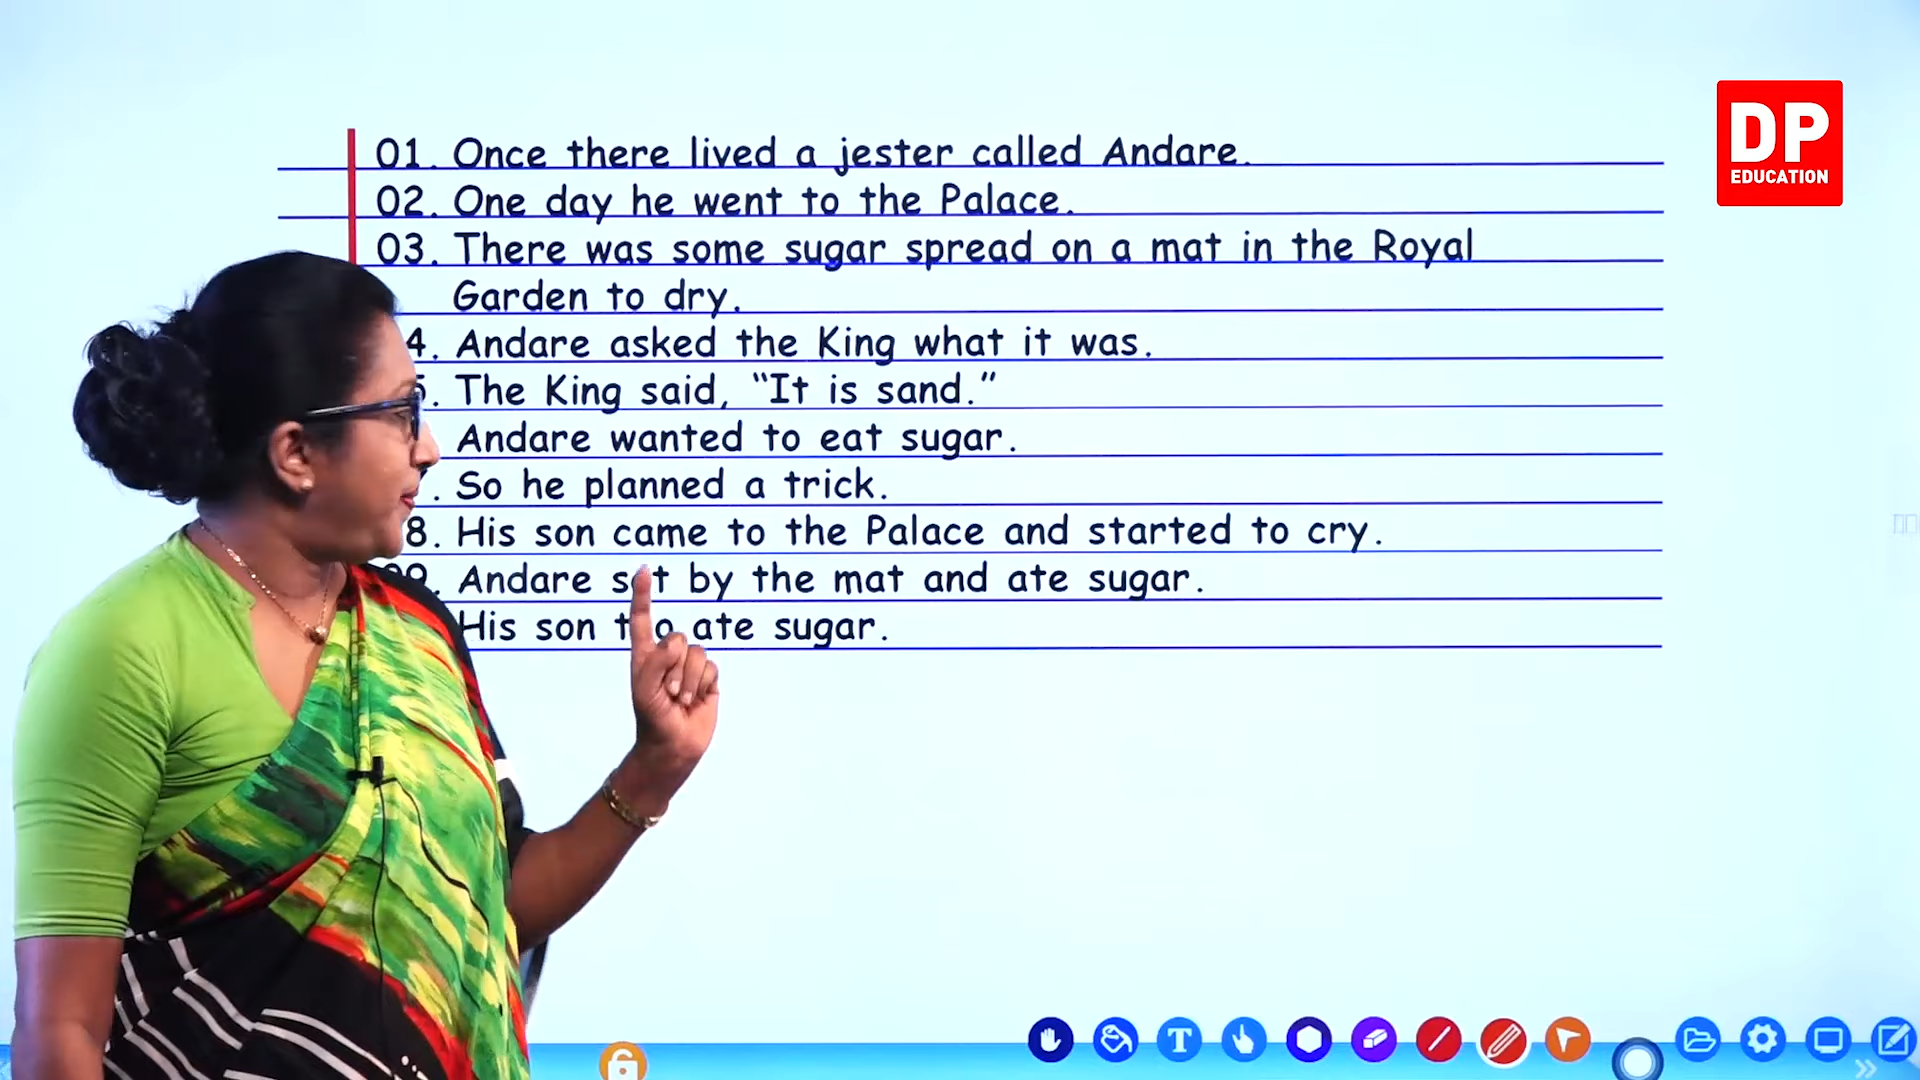 DP
EDUCATION
01. Once there lived a jester called Andare.
02. One day he went to the Palace.
03. There was some sugar spread on a mat in the Royal
Garden to dry.
4. Andare asked the King what it was.
5. The King said, “It is sand.”
Andare wanted to eat sugar.
. So he planned a trick.
8. His son came to the Palace and started to cry.
09. Andare sat by the mat and ate sugar.
His son too ate sugar.
T